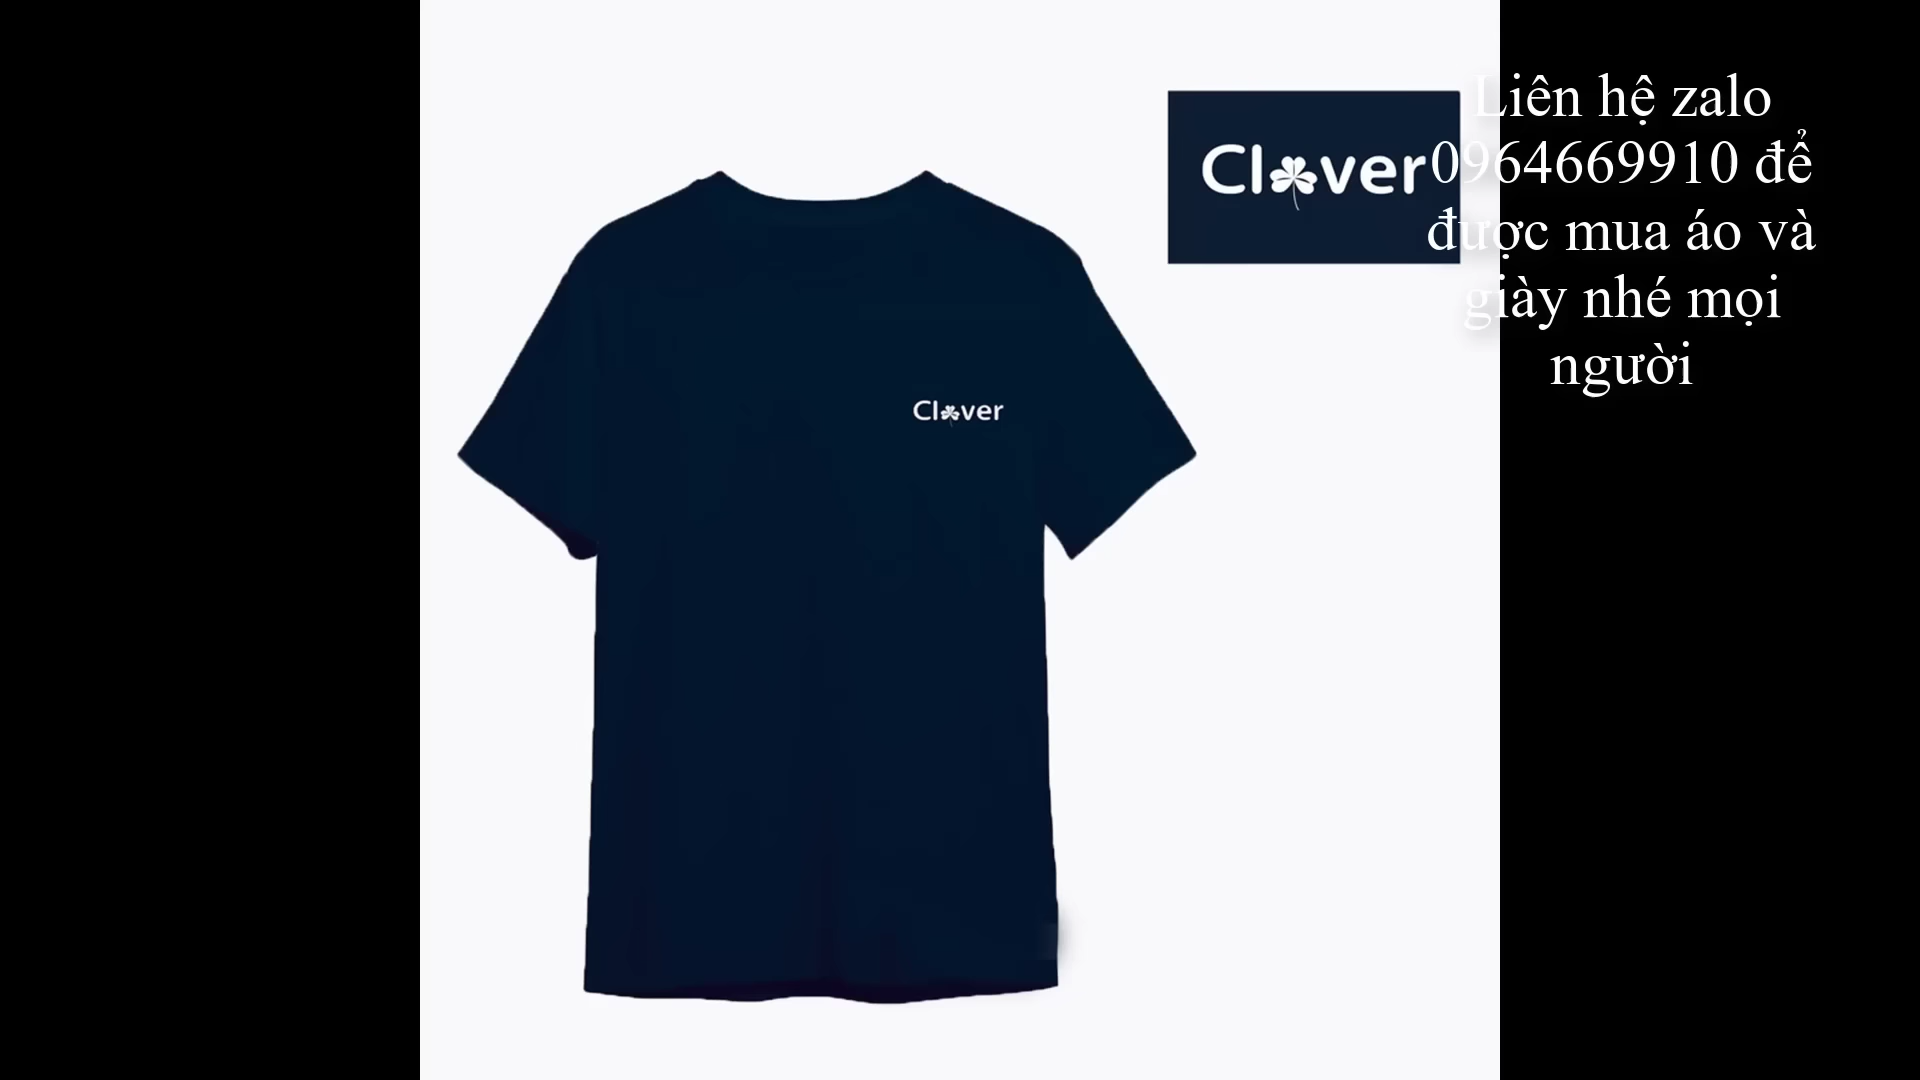 Liên hệ zalo
0964669910 để
được mua áo và
giày nhé mọi
người
Clover
Clover